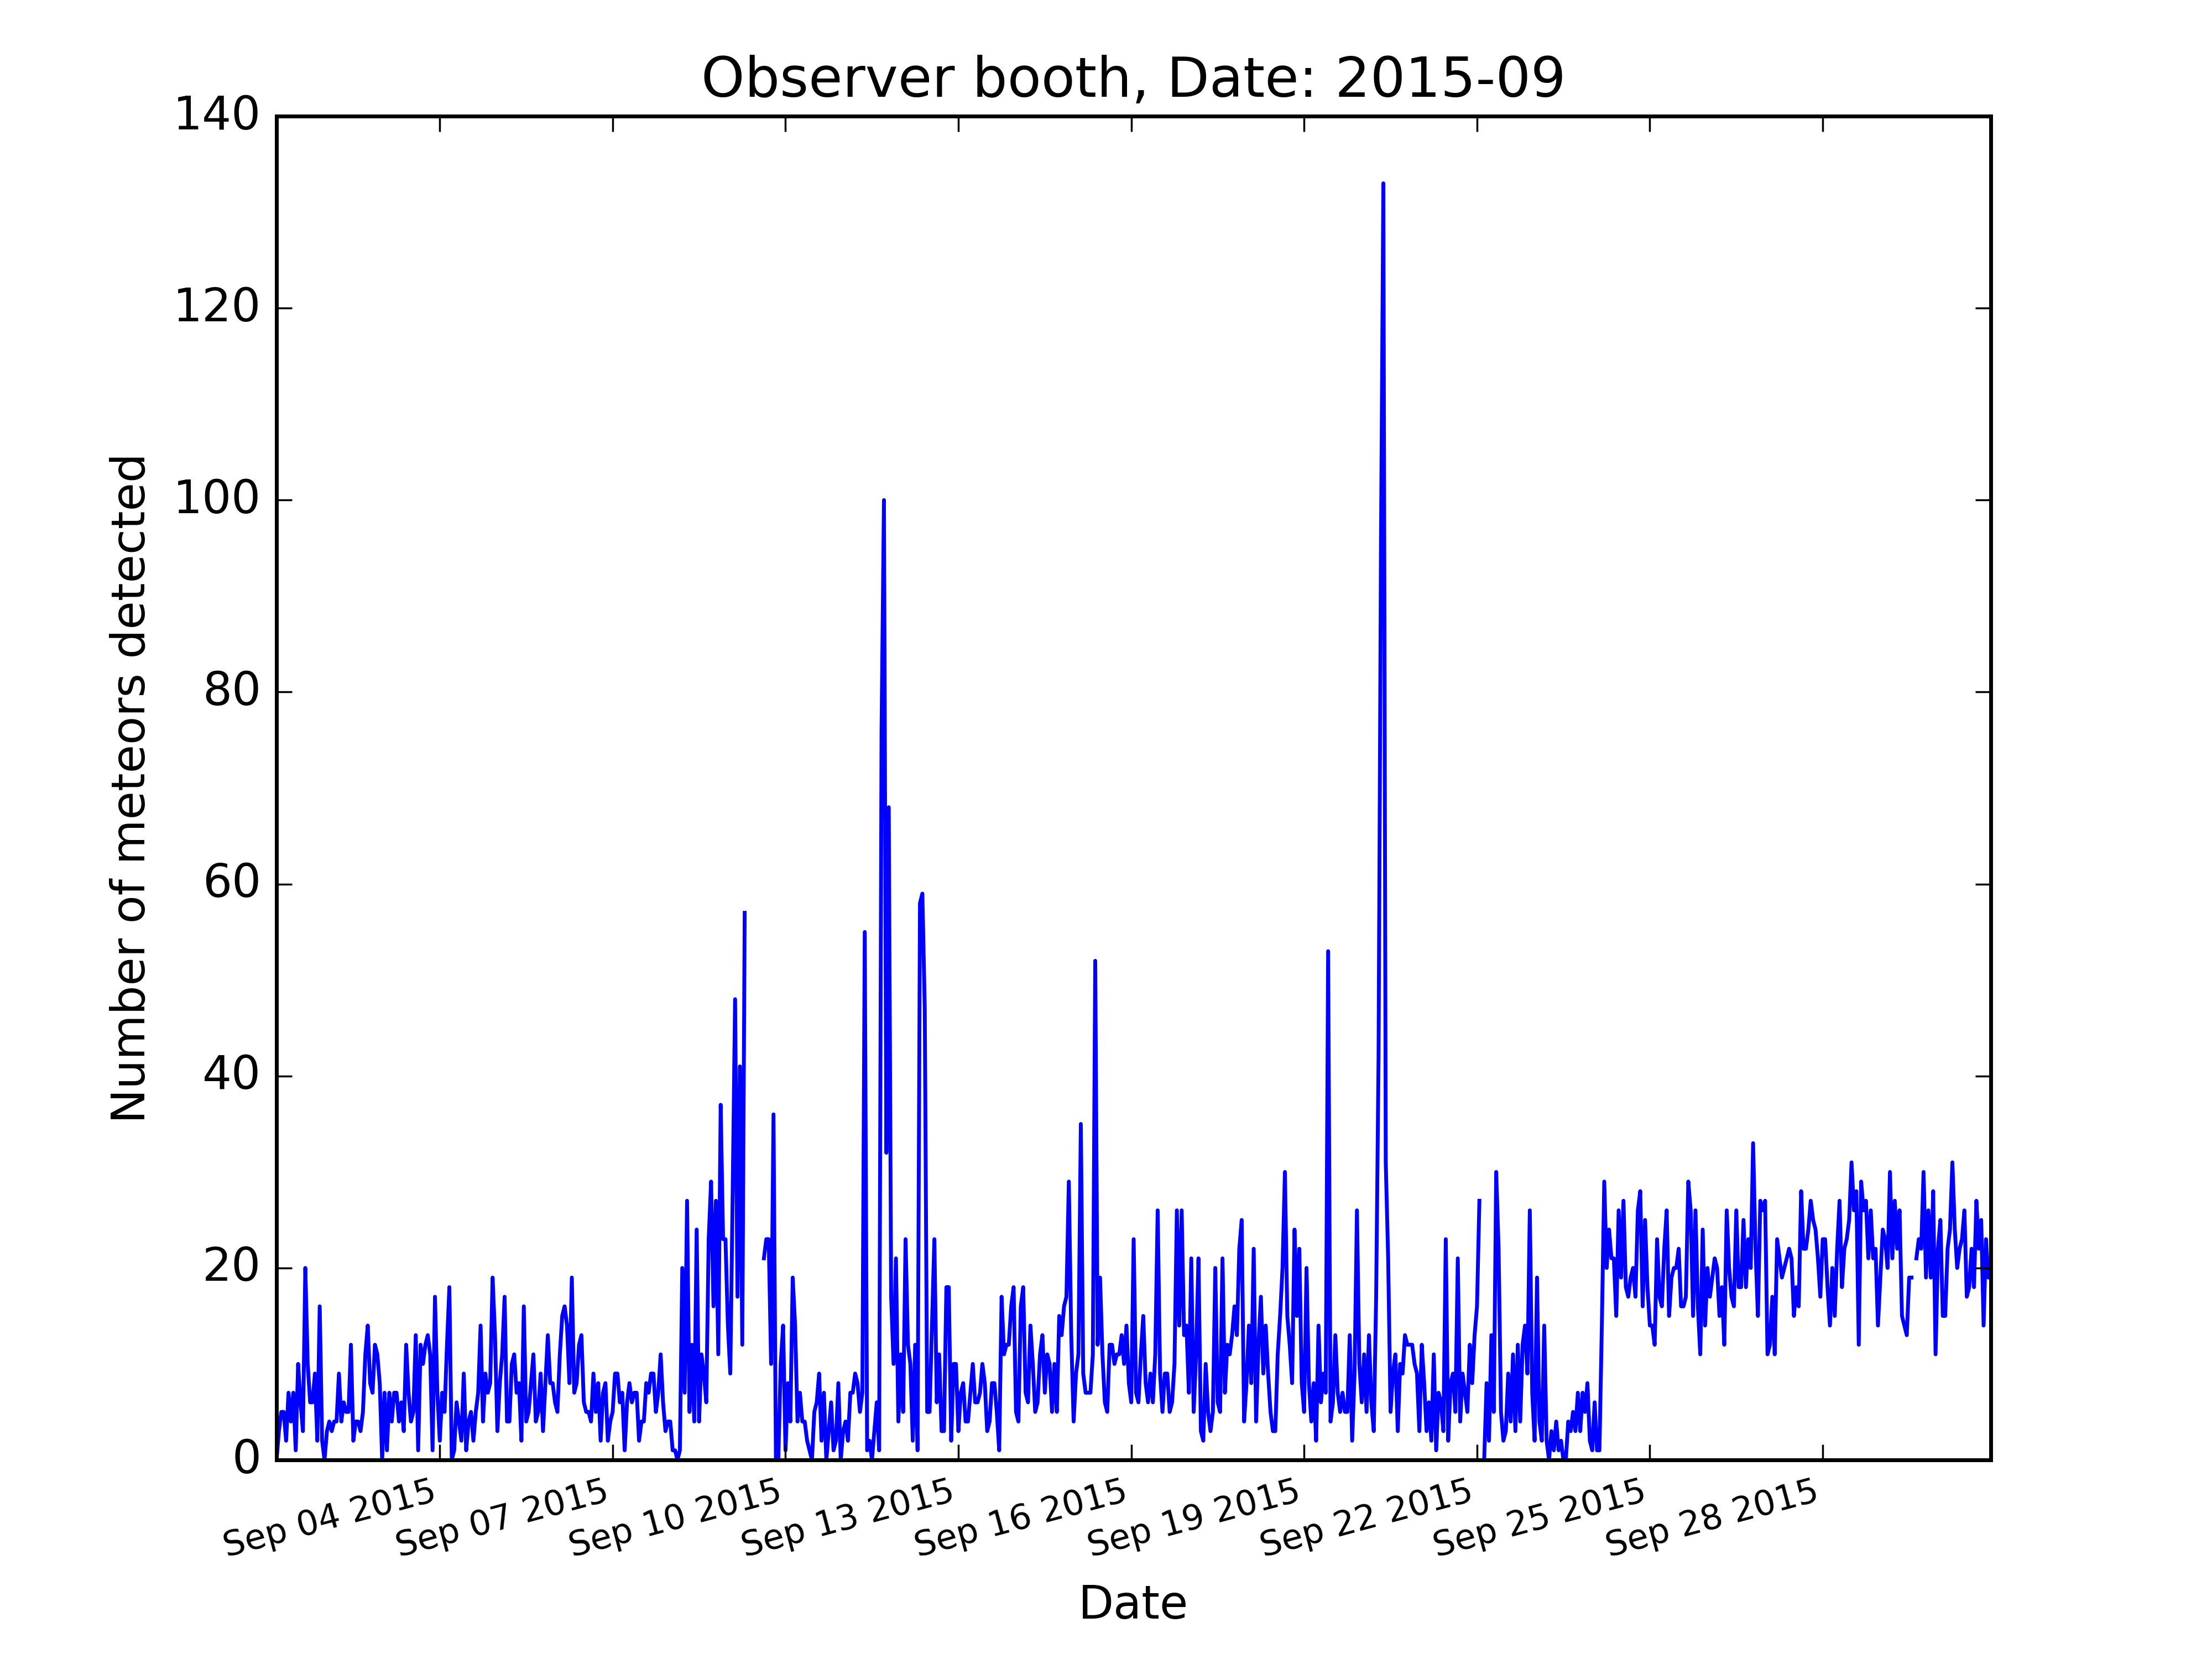 Observer booth, Date: 2015-09
140
120
100
80
60
40
20
0
Number of meteors detected
Sep 04 2015
Sep 07 2015
Sep 10 2015
Sep 13 2015
Sep 16 2015
Sep 19 2015
Sep 22 2015
Sep 25 2015
Sep 28 2015
Date